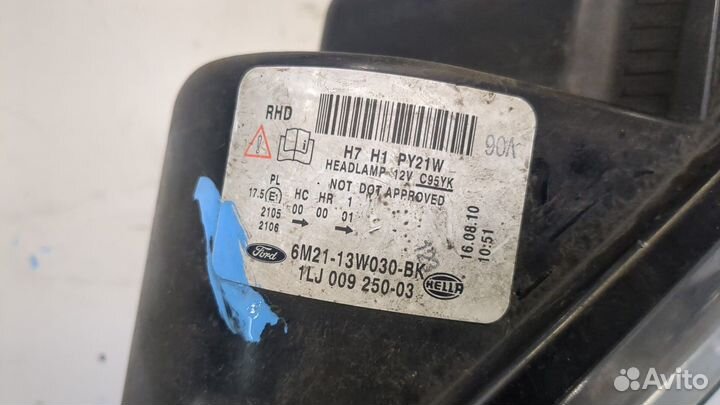 RHD
H7 H1 PY21W
90A
HEADLAMP 12V C95YK
NOT DOT APPROVED
PL HC HR 1
17.5 E1 00 00 01
2105
2106
16.08.10
10:51
Ford 6M21-13W030-BK
1LJ 009 250-03 HELLA
Avito